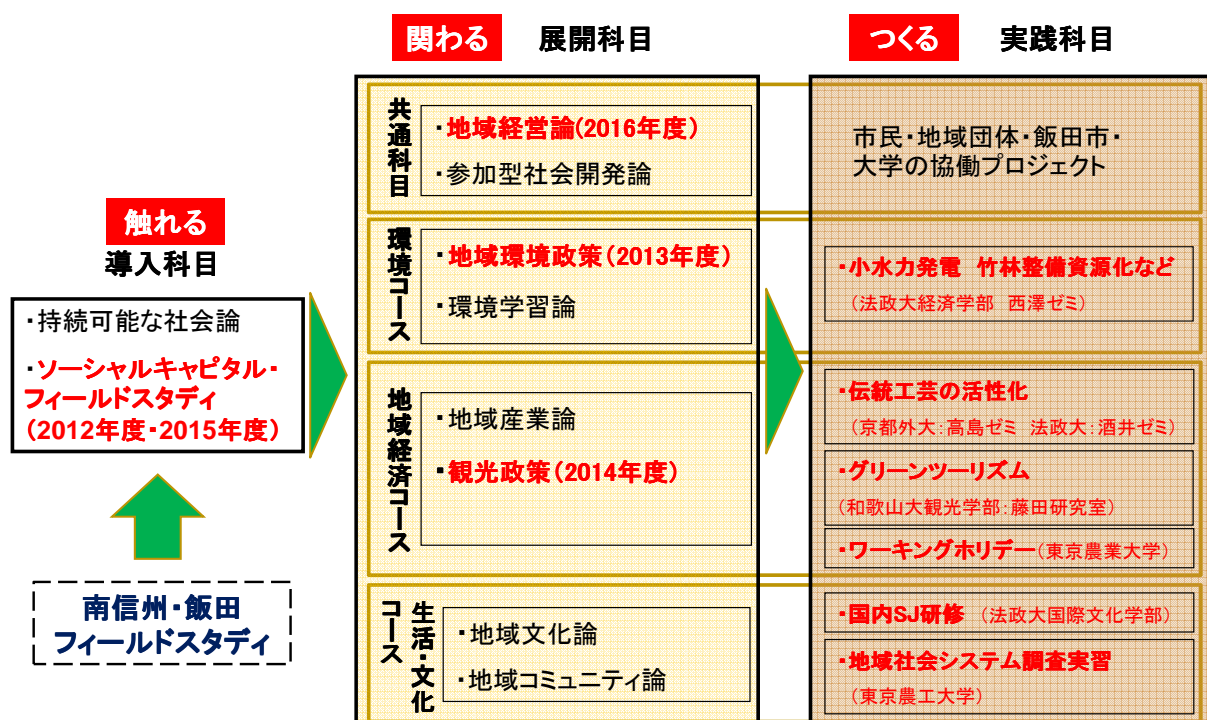 触れる
導入科目
・持続可能な社会論
・ソーシャルキャピタル・
フィールドスタディ
(2012年度・2015年度)
南信州・飯田
フィールドスタディ
関わる 展開科目
共通科目
・地域経営論(2016年度)
・参加型社会開発論
環境コース
・地域環境政策(2013年度)
・環境学習論
地域経済コース
・地域産業論
・観光政策(2014年度)
生活・文化
コース
・地域文化論
・地域コミュニティ論
つくる 実践科目
市民・地域団体・飯田市・
大学の協働プロジェクト
・小水力発電 竹林整備資源化など
(法政大経済学部 西澤ゼミ)
・伝統工芸の活性化
(京都外大:高島ゼミ 法政大:酒井ゼミ)
・グリーンツーリズム
(和歌山大観光学部:藤田研究室)
・ワーキングホリデー(東京農業大学)
・国内SJ研修 (法政大国際文化学部)
・地域社会システム調査実習
(東京農工大学)